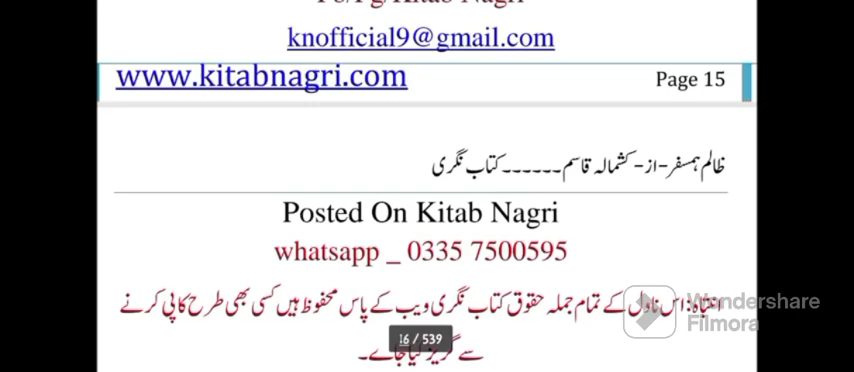 knofficial9@gmail.com
www.kitabnagri.com Page 15
ظالم ہمسفر-از-کشمالہ قاسم------کتاب نگری
Posted On Kitab Nagri
whatsapp _ 0335 7500595
انتباہ: اس ناول کے تمام جملہ حقوق کتاب نگری ویب کے پاس محفوظ ہیں کسی بھی طرح کاپی کرنے
سے گریز کیا جائے۔
16 / 539
Wondershare
Filmora